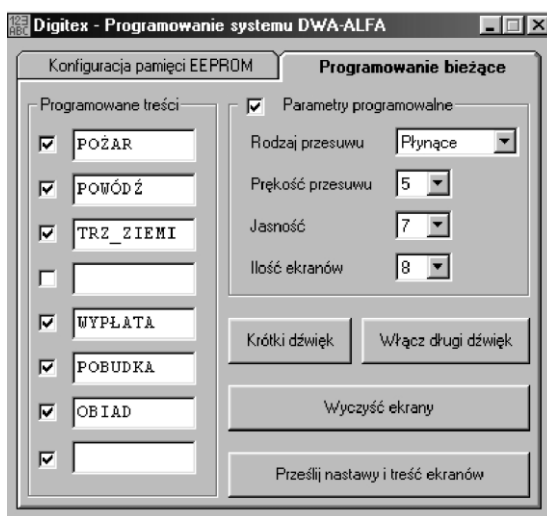 Digitex - Programowanie systemu DWA-ALFA
Konfiguracja pamięci EEPROM
Programowanie bieżące
Programowane treści
POŻAR
POWÓDŹ
TRZ_ZIEMI
WYPŁATA
POBUDKA
OBIAD
Parametry programowalne
Rodzaj przesuwu Płynące
Prękość przesuwu 5
Jasność 7
Ilość ekranów 8
Krótki dźwięk
Włącz długi dźwięk
Wyczyść ekrany
Prześlij nastawy i treść ekranów